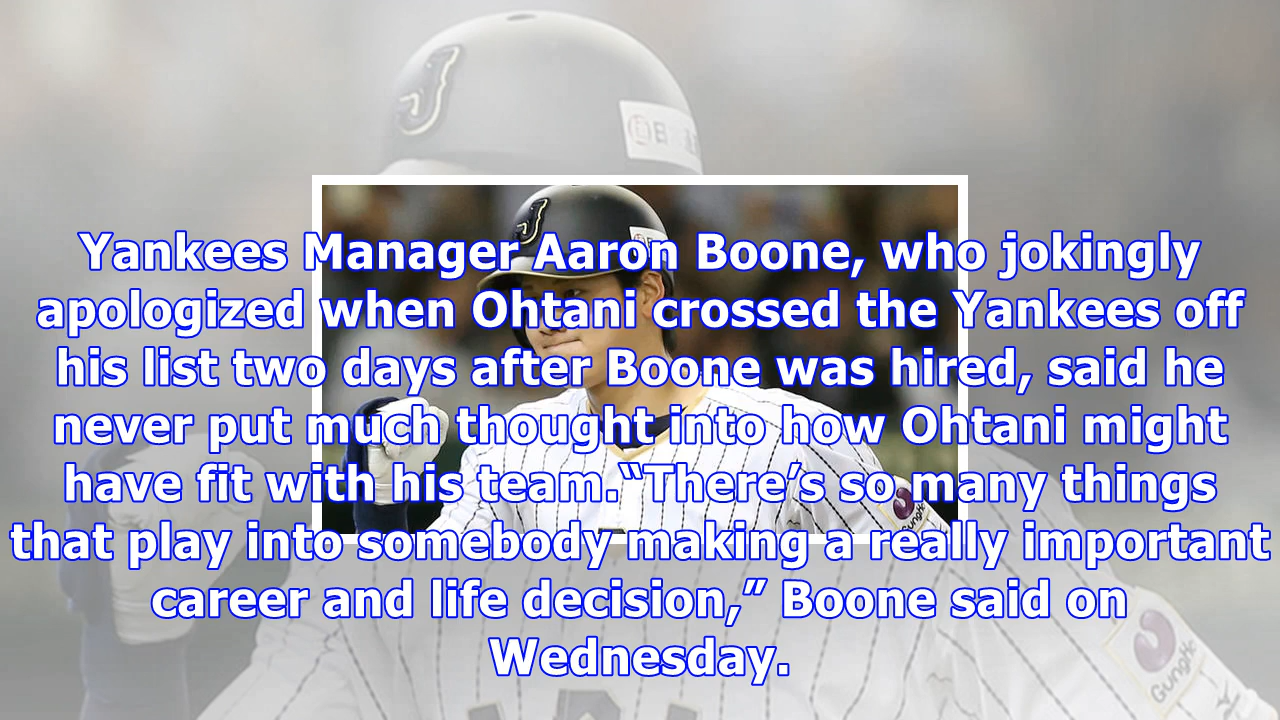 Yankees Manager Aaron Boone, who jokingly
apologized when Ohtani crossed the Yankees off
his list two days after Boone was hired, said he
never put much thought into how Ohtani might
have fit with his team.“There’s so many things
that play into somebody making a really important
career and life decision,” Boone said on
Wednesday.
J
GungHo